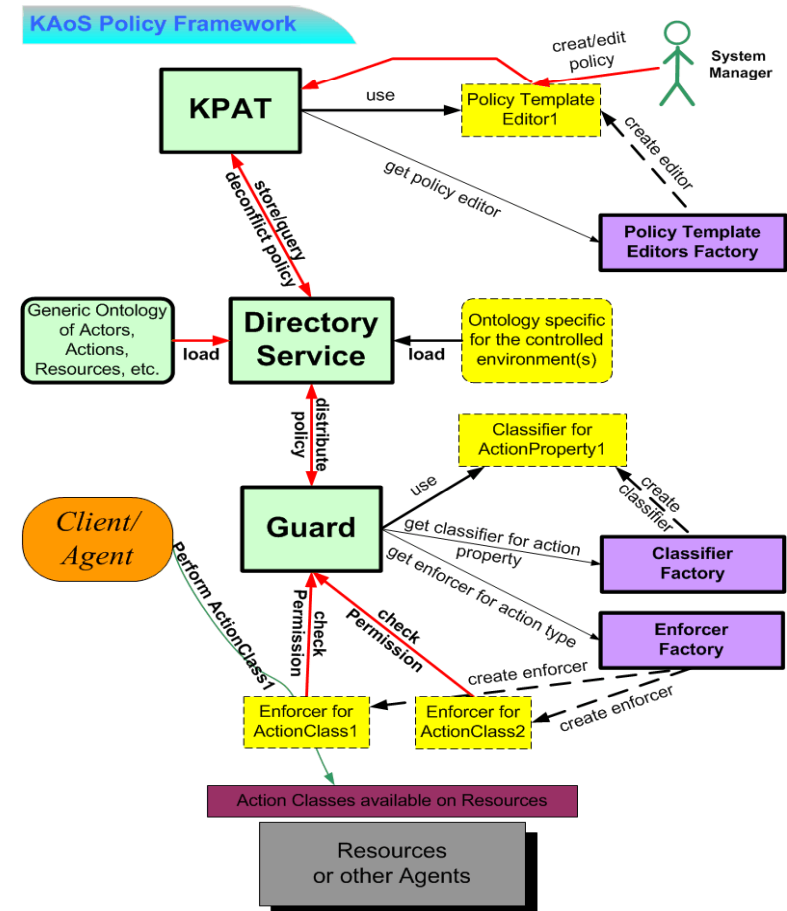 KAoS Policy Framework
creat/edit
policy
System
Manager
KPAT
use
Policy Template
Editor1
create editor
get policy editor
Policy Template
Editors Factory
store/query
deconflict policy
Generic Ontology
of Actors,
Actions,
Resources, etc.
load
Directory
Service
load
Ontology specific
for the controlled
environment(s)
distribute
policy
Classifier for
ActionProperty1
use
create
classifier
Guard
Client/
Agent
get classifier for action
property
get enforcer for action type
Classifier
Factory
Perform ActionClass1
check
Permission
check
Permission
Enforcer
Factory
create enforcer
create enforcer
Enforcer for
ActionClass1
Enforcer for
ActionClass2
Action Classes available on Resources
Resources
or other Agents